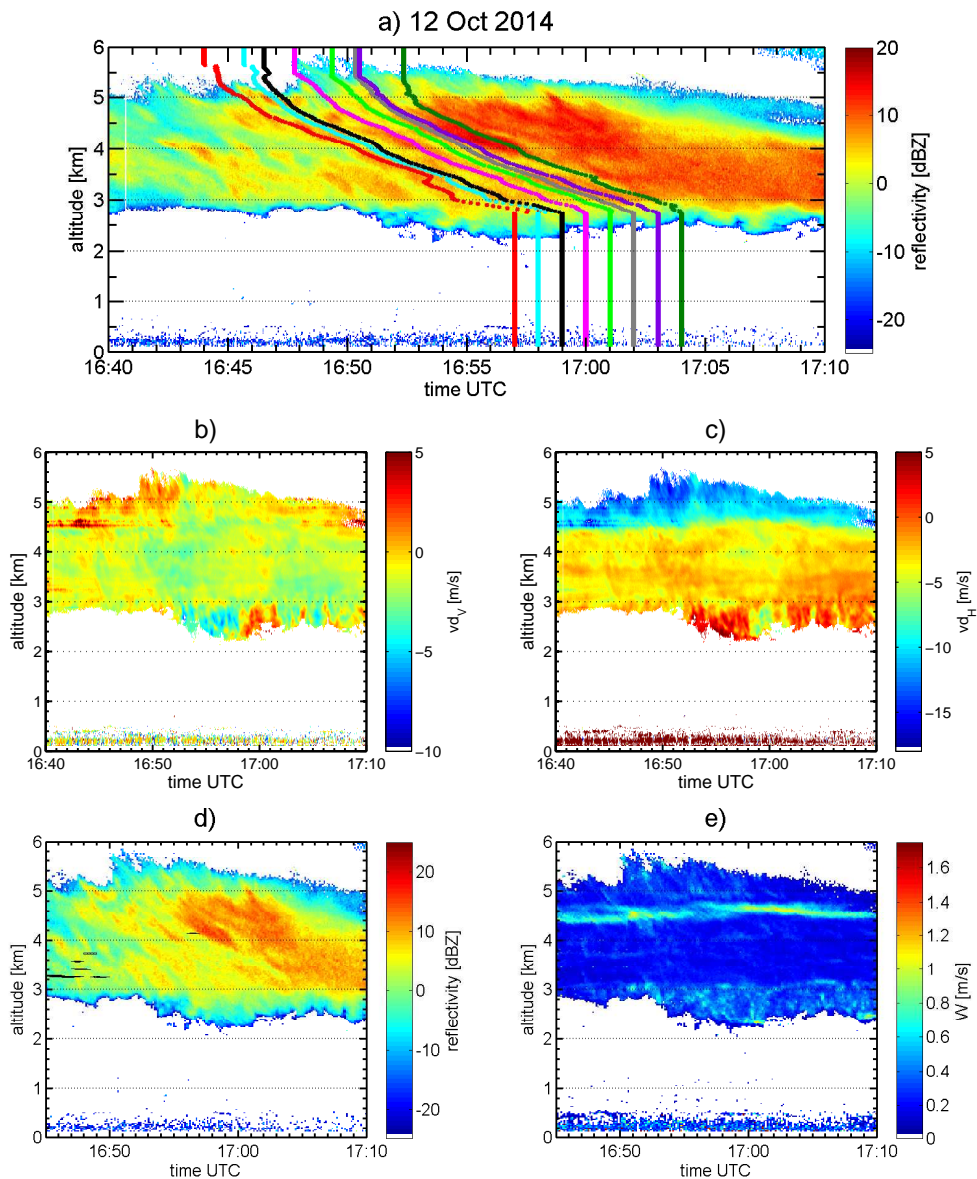 a) 12 Oct 2014
6
5
4
3
2
1
0
altitude [km]
16:40 16:45 16:50 16:55 17:00 17:05 17:10
time UTC
20
10
0
−10
−20
reflectivity [dBZ]
b)
6
5
4
3
2
1
0
altitude [km]
16:40 16:50 17:00 17:10
time UTC
5
0
−5
−10
vdV [m/s]
c)
6
5
4
3
2
1
0
altitude [km]
16:40 16:50 17:00 17:10
time UTC
5
0
−5
−10
−15
vdH [m/s]
d)
6
5
4
3
2
1
0
altitude [km]
16:50 17:00 17:10
time UTC
20
10
0
-10
-20
reflectivity [dBZ]
e)
6
5
4
3
2
1
0
altitude [km]
16:50 17:00 17:10
time UTC
1.6
1.4
1.2
1
0.8
0.6
0.4
0.2
0
W [m/s]